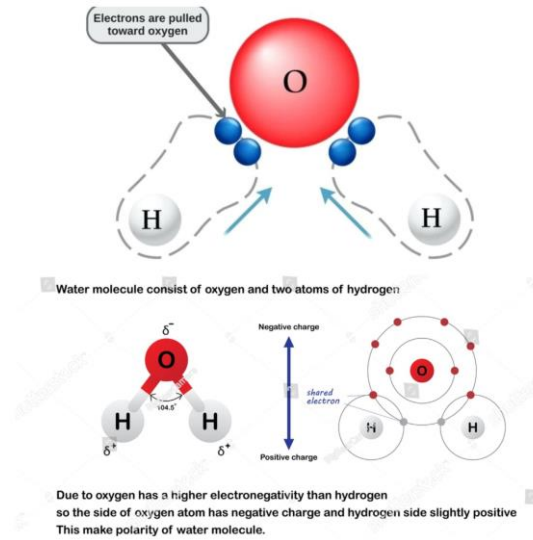 Electrons are pulled
toward oxygen
O
H
H
Water molecule consist of oxygen and two atoms of hydrogen
δ-
O
104.5°
H
H
δ+
δ+
Negative charge
shared
electron
Positive charge
O
H
H
Due to oxygen has a higher electronegativity than hydrogen
so the side of oxygen atom has negative charge and hydrogen side slightly positive
This make polarity of water molecule.